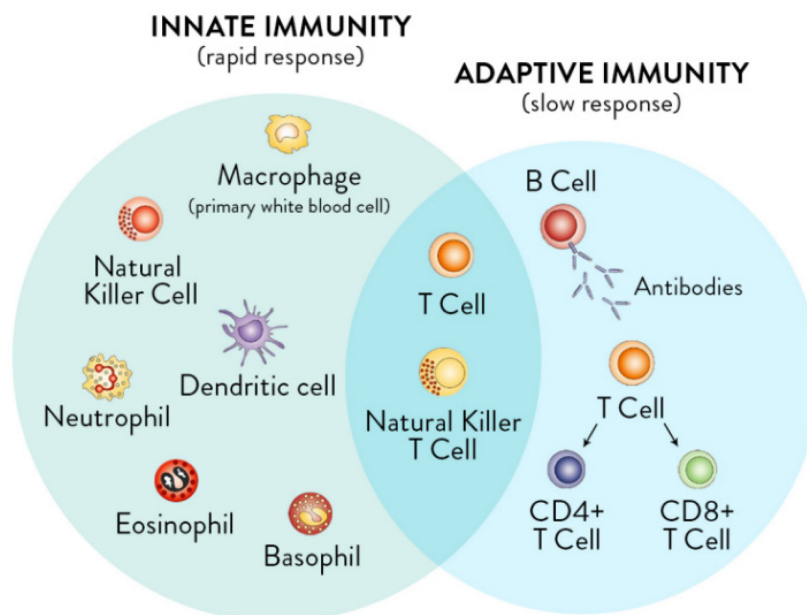 INNATE IMMUNITY
(rapid response)
ADAPTIVE IMMUNITY
(slow response)
Macrophage
(primary white blood cell)
Natural
Killer Cell
Dendritic cell
Neutrophil
Eosinophil
Basophil
T Cell
Natural Killer
T Cell
B Cell
Antibodies
T Cell
CD4+
T Cell
CD8+
T Cell